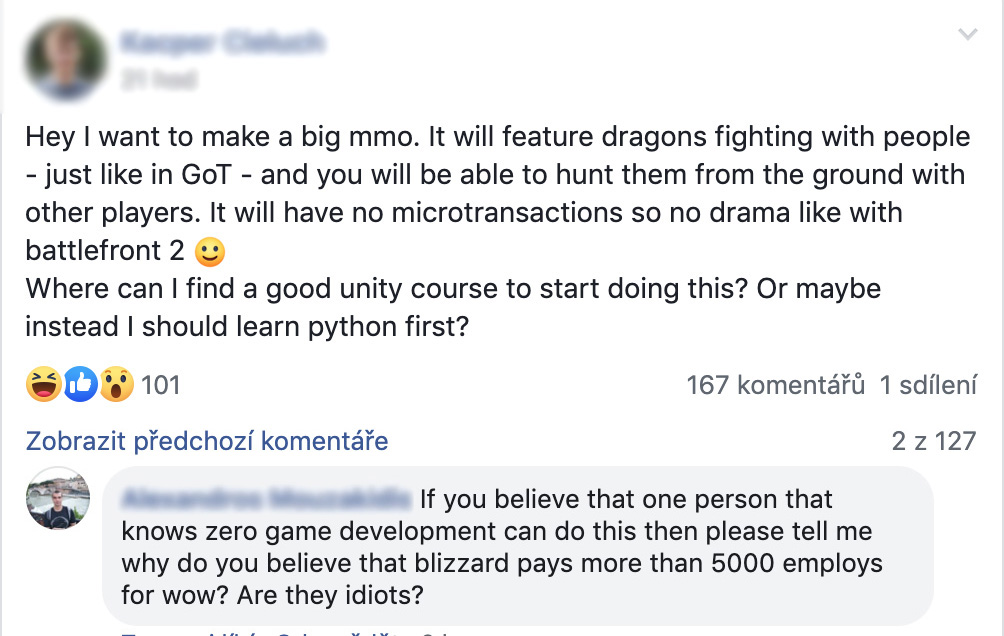 Hey I want to make a big mmo. It will feature dragons fighting with people
- just like in GoT - and you will be able to hunt them from the ground with
other players. It will have no microtransactions so no drama like with
battlefront 2 🙂
Where can I find a good unity course to start doing this? Or maybe
instead I should learn python first?
101 167 komentářů 1 sdílení
Zobrazit předchozí komentáře 2 z 127
If you believe that one person that
knows zero game development can do this then please tell me
why do you believe that blizzard pays more than 5000 employs
for wow? Are they idiots?